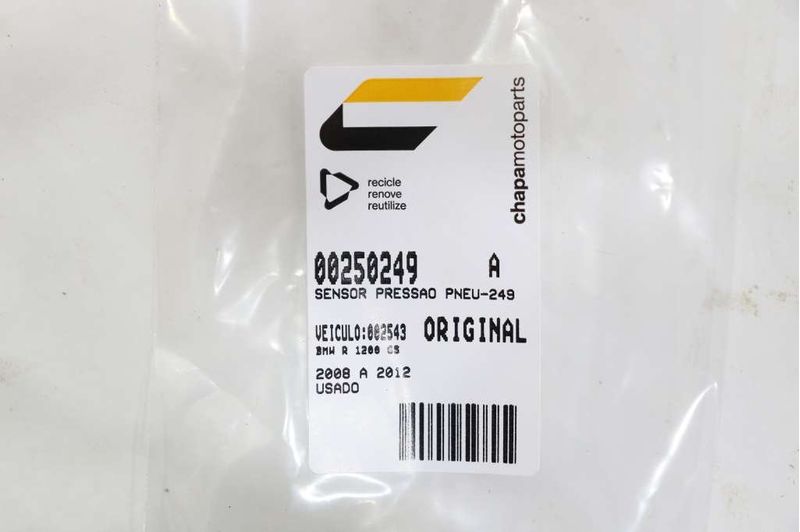 chapamotoparts
recicle
renove
reutilize
00250249 A
SENSOR PRESSAO PNEU-249
VEICULO:002543 ORIGINAL
BMW R 1200 GS
2008 A 2012
USADO